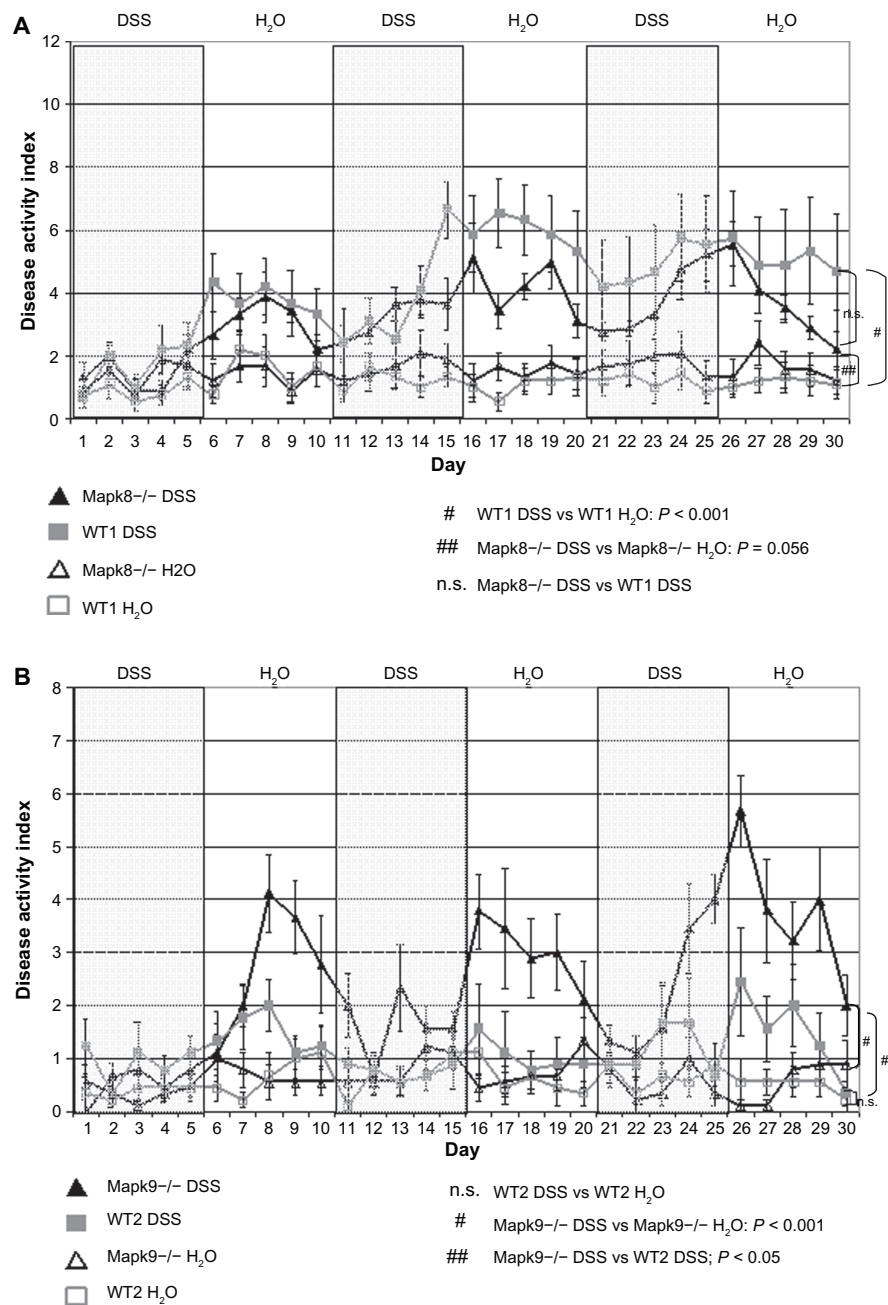 A
DSS H2O DSS H2O DSS H2O
12
10
8
6
4
2
0
Disease activity index
n.s.
#
##
1 2 3 4 5 6 7 8 9 10 11 12 13 14 15 16 17 18 19 20 21 22 23 24 25 26 27 28 29 30
Day
Mapk8−/− DSS
WT1 DSS
Mapk8−/− H2O
WT1 H2O
# WT1 DSS vs WT1 H2O: P < 0.001
## Mapk8−/− DSS vs Mapk8−/− H2O: P = 0.056
n.s. Mapk8−/− DSS vs WT1 DSS
B
DSS H2O DSS H2O DSS H2O
8
7
6
5
4
3
2
1
0
Disease activity index
#
#
n.s.
1 2 3 4 5 6 7 8 9 10 11 12 13 14 15 16 17 18 19 20 21 22 23 24 25 26 27 28 29 30
Day
Mapk9−/− DSS
WT2 DSS
Mapk9−/− H2O
WT2 H2O
n.s. WT2 DSS vs WT2 H2O
# Mapk9−/− DSS vs Mapk9−/− H2O: P < 0.001
## Mapk9−/− DSS vs WT2 DSS; P < 0.05